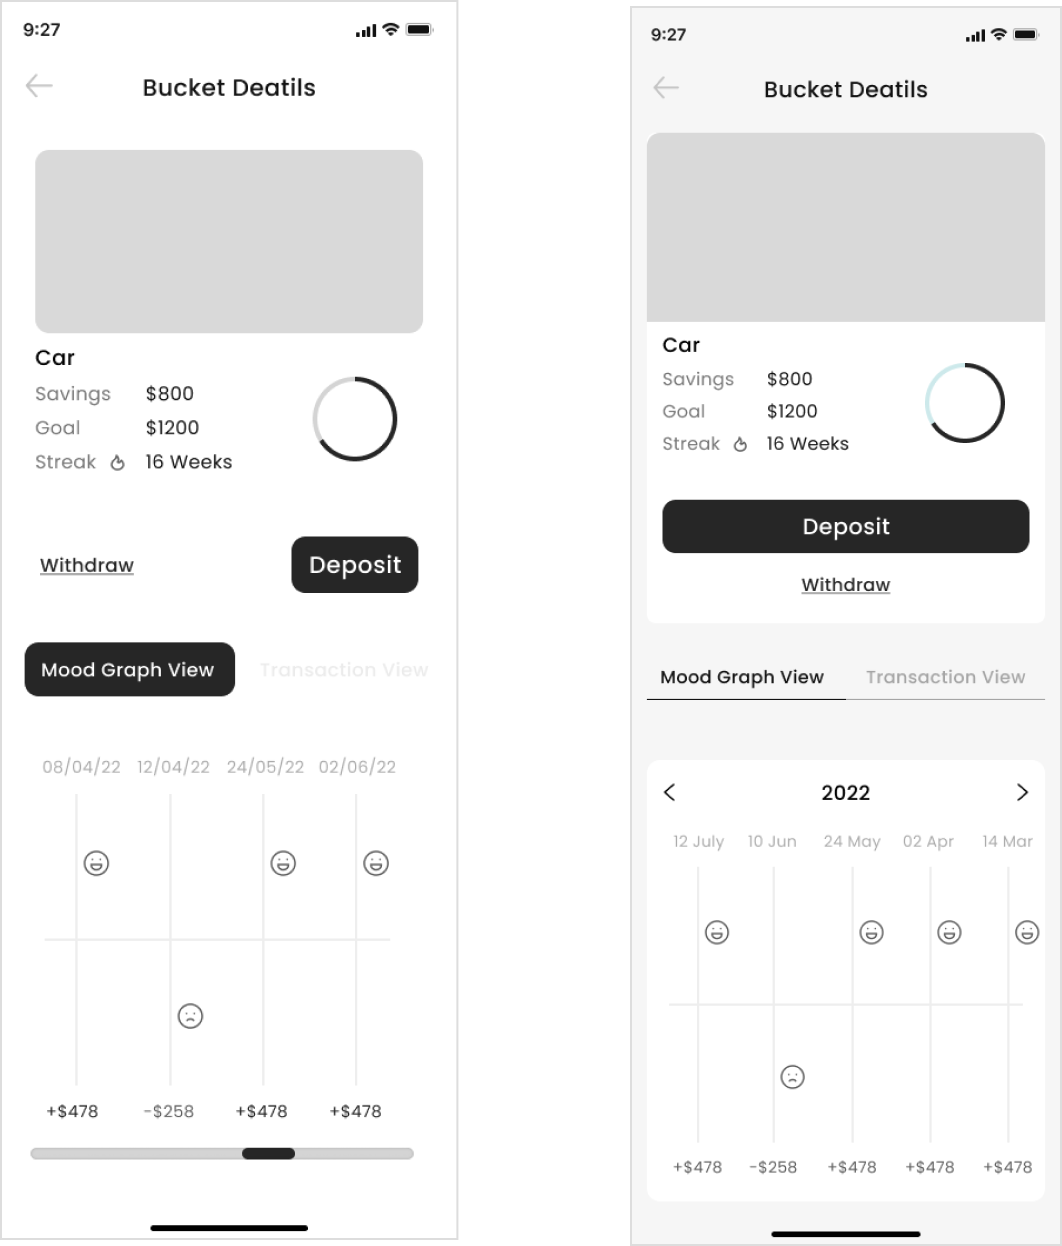 9:27
Bucket Deatils
Car
Savings $800
Goal $1200
Streak 16 Weeks
Withdraw Deposit
Mood Graph View Transaction View
08/04/22 12/04/22 24/05/22 02/06/22
+$478 -$258 +$478 +$478
9:27
Bucket Deatils
Car
Savings $800
Goal $1200
Streak 16 Weeks
Deposit
Withdraw
Mood Graph View Transaction View
2022
12 July 10 Jun 24 May 02 Apr 14 Mar
+$478 -$258 +$478 +$478 +$478